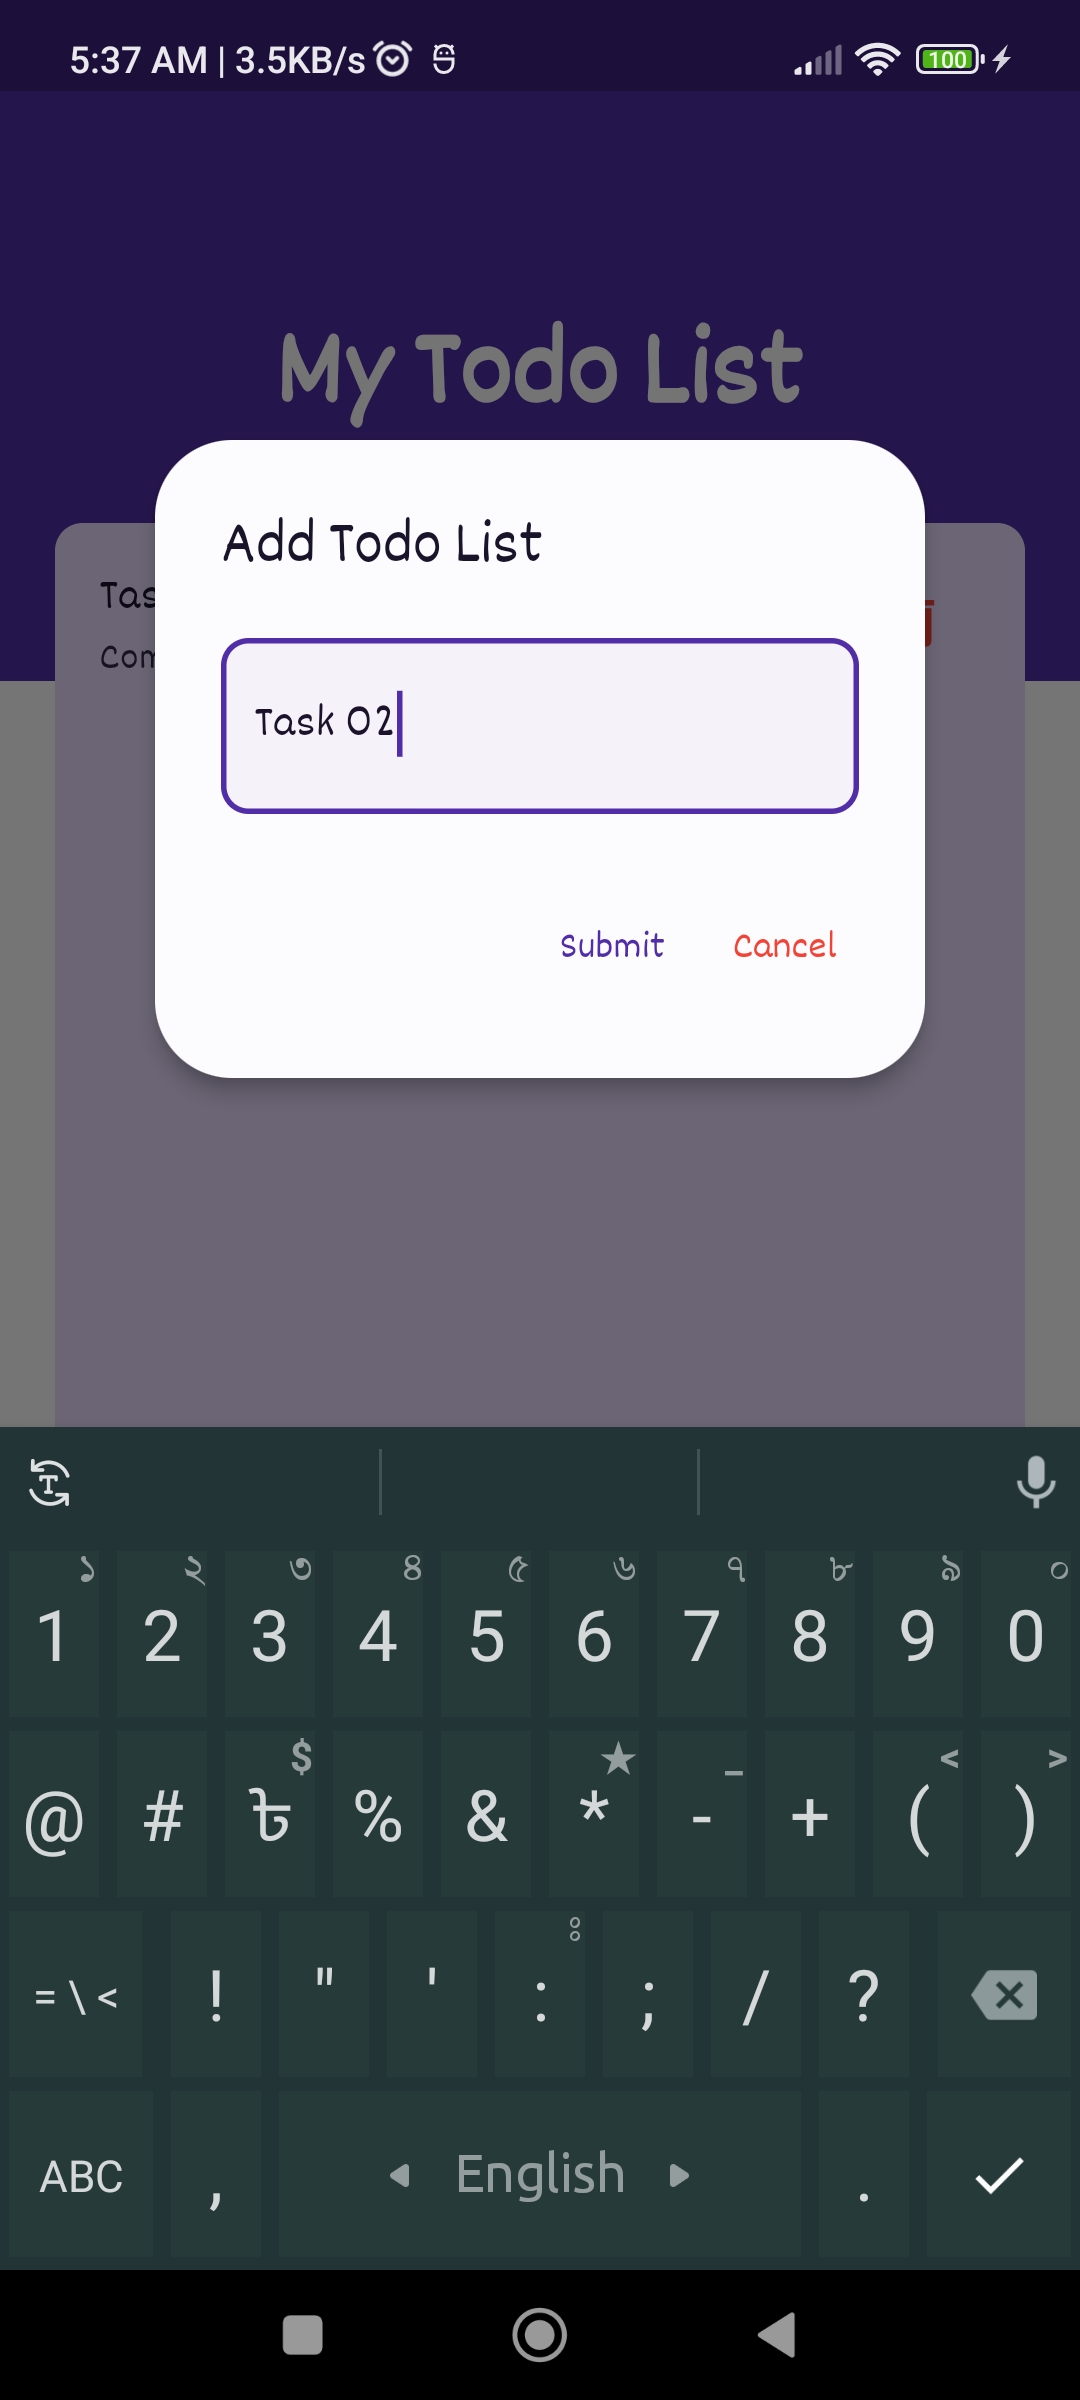 5:37 AM | 3.5KB/s
100
My Todo List
Add Todo List
Task 02
Submit Cancel
১ ২ ৩ ৪ ৫ ৬ ৭ ৮ ৯ ০
1 2 3 4 5 6 7 8 9 0
$ ★ _ < >
@ # ৳ % & * - + ( )
ঃ
= \ < ! " ' : ; / ?
ABC , English .